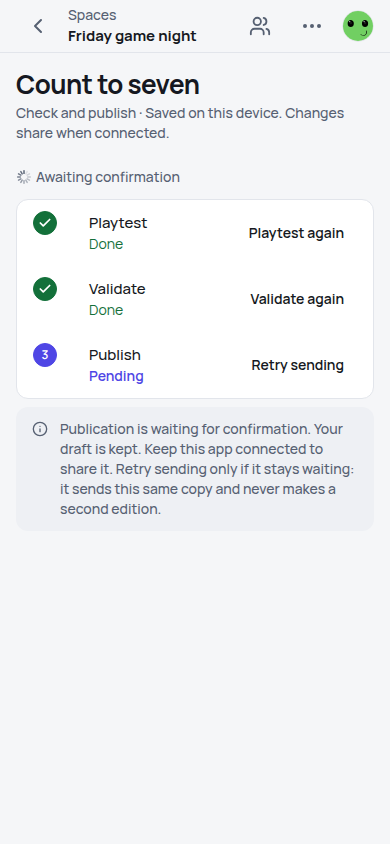 Spaces
Friday game night
Count to seven
Check and publish · Saved on this device. Changes
share when connected.
Awaiting confirmation
Playtest
Done
Playtest again
Validate
Done
Validate again
3
Publish
Pending
Retry sending
Publication is waiting for confirmation. Your
draft is kept. Keep this app connected to
share it. Retry sending only if it stays waiting:
it sends this same copy and never makes a
second edition.